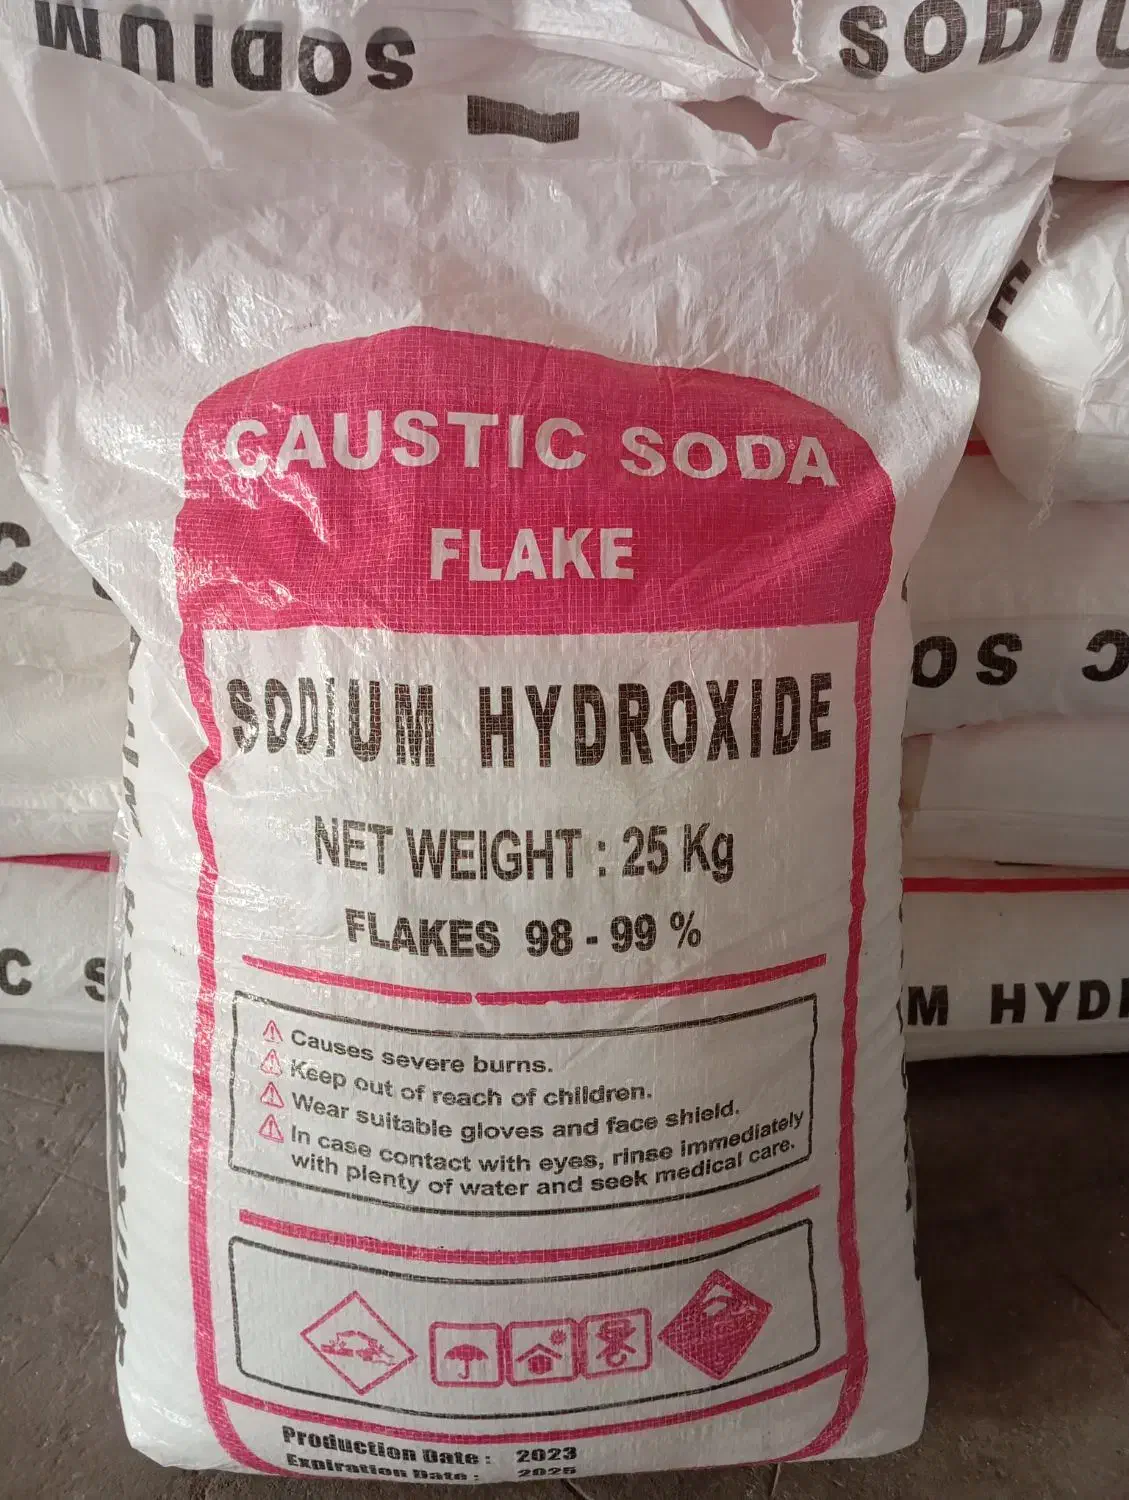 SODIUM
SODIU
CAUSTIC SODA
FLAKE
SODIUM HYDROXIDE
NET WEIGHT : 25 Kg
FLAKES 98 - 99 %
Causes severe burns.
Keep out of reach of children.
Wear suitable gloves and face shield.
In case contact with eyes, rinse immediately
with plenty of water and seek medical care.
Production Date : 2023
Expiration Date : 2025
C
C S
OS C
M HYD